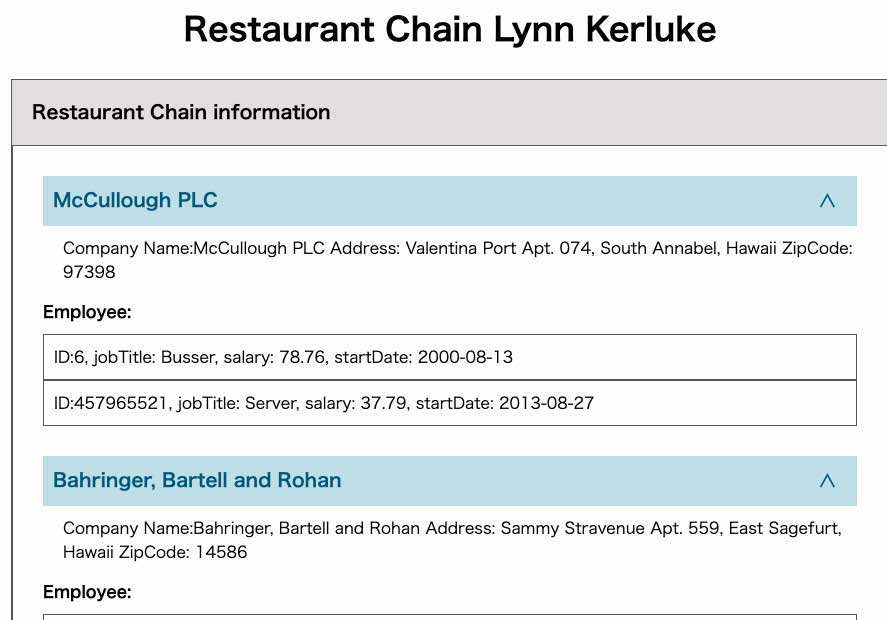 Restaurant Chain Lynn Kerluke
Restaurant Chain information
McCullough PLC
Company Name:McCullough PLC Address: Valentina Port Apt. 074, South Annabel, Hawaii ZipCode:
97398
Employee:
ID:6, jobTitle: Busser, salary: 78.76, startDate: 2000-08-13
ID:457965521, jobTitle: Server, salary: 37.79, startDate: 2013-08-27
Bahringer, Bartell and Rohan
Company Name:Bahringer, Bartell and Rohan Address: Sammy Stravenue Apt. 559, East Sagefurt,
Hawaii ZipCode: 14586
Employee: